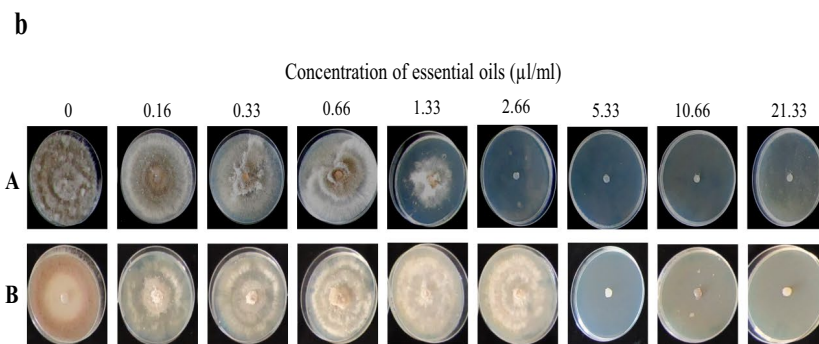 b
Concentration of essential oils (µl/ml)
0 0.16 0.33 0.66 1.33 2.66 5.33 10.66 21.33
A
B